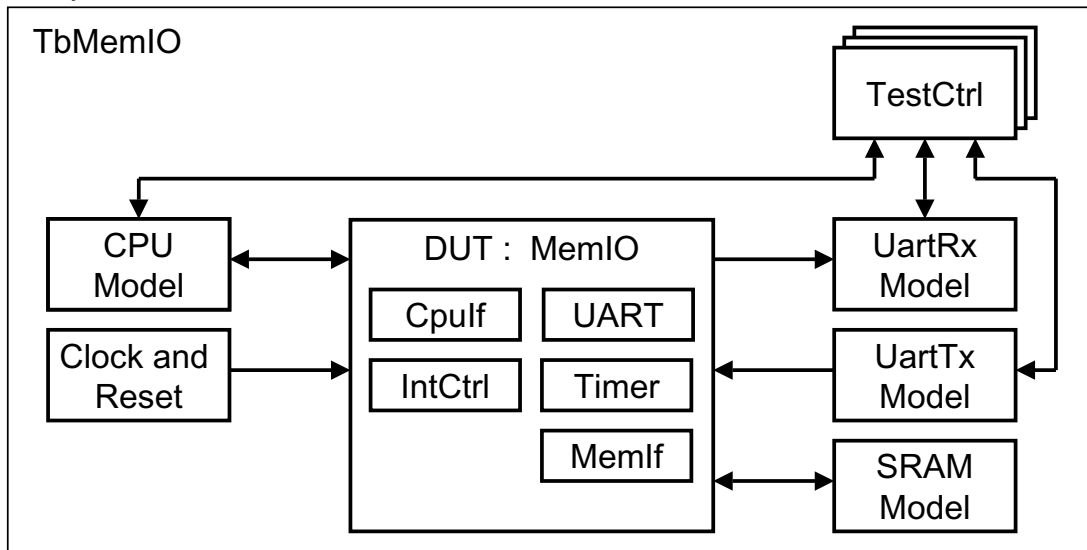 TbMemIO
TestCtrl
CPU
Model
DUT : MemIO
UartRx
Model
CpuIf
UART
Clock and
Reset
UartTx
Model
IntCtrl
Timer
MemIf
SRAM
Model